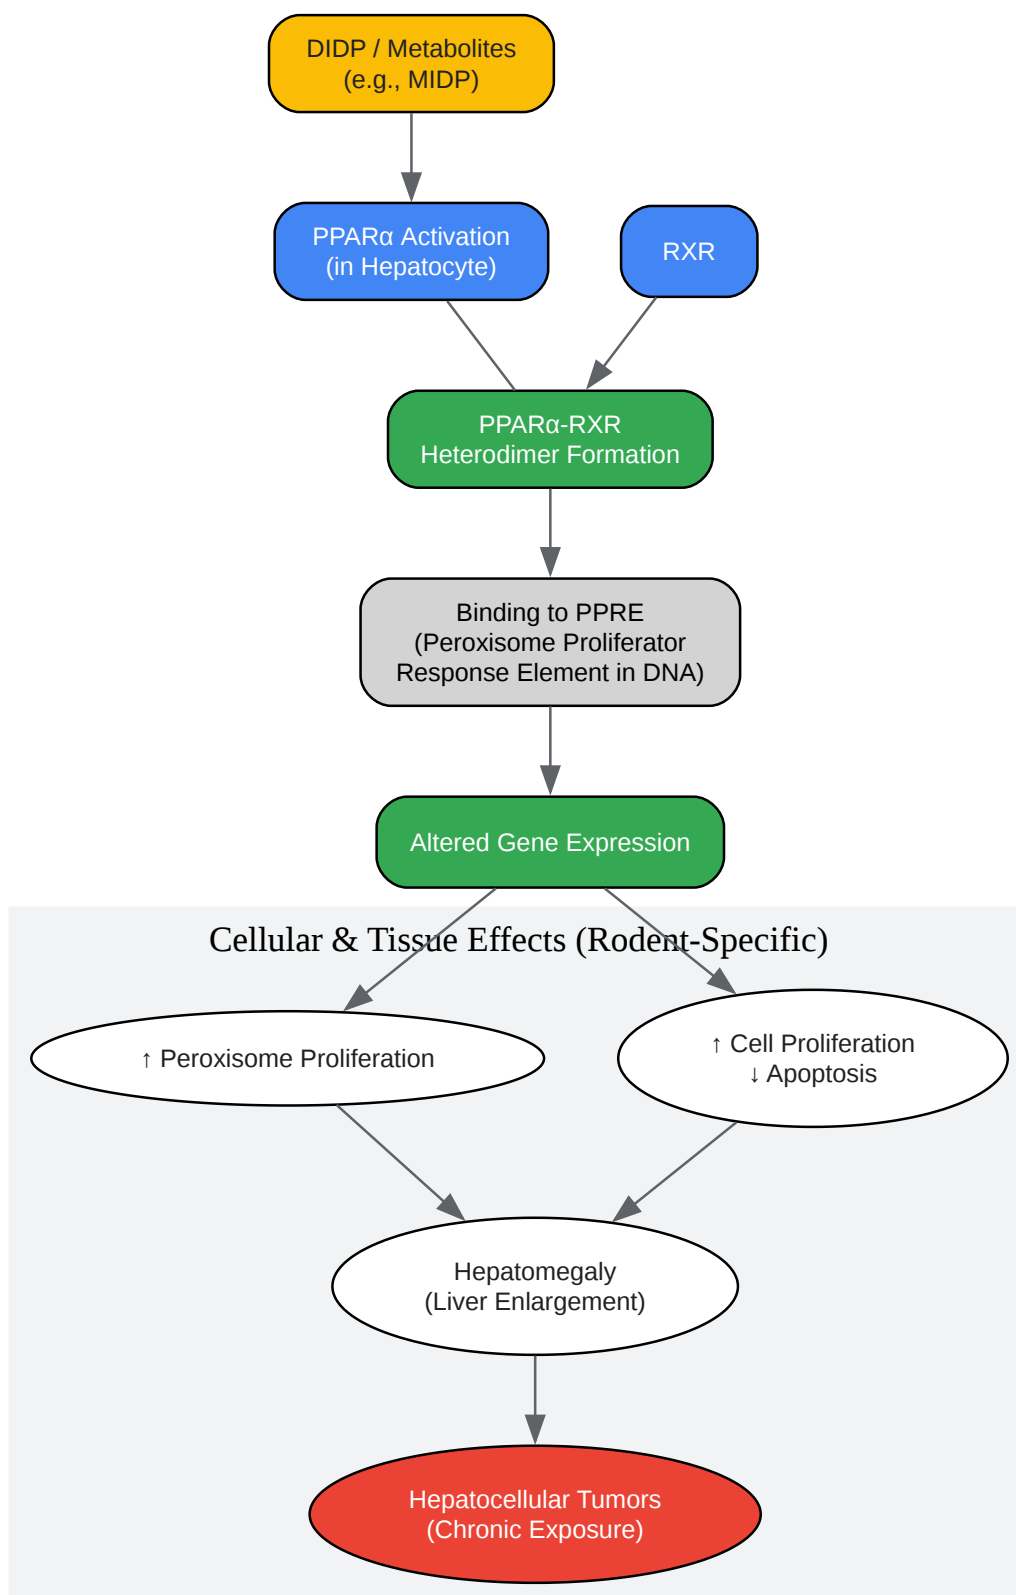 DIDP / Metabolites
(e.g., MIDP)
PPARα Activation
(in Hepatocyte)
RXR
PPARα-RXR
Heterodimer Formation
Binding to PPRE
(Peroxisome Proliferator
Response Element in DNA)
Altered Gene Expression
Cellular & Tissue Effects (Rodent-Specific)
↑ Peroxisome Proliferation
↑ Cell Proliferation
↓ Apoptosis
Hepatomegaly
(Liver Enlargement)
Hepatocellular Tumors
(Chronic Exposure)